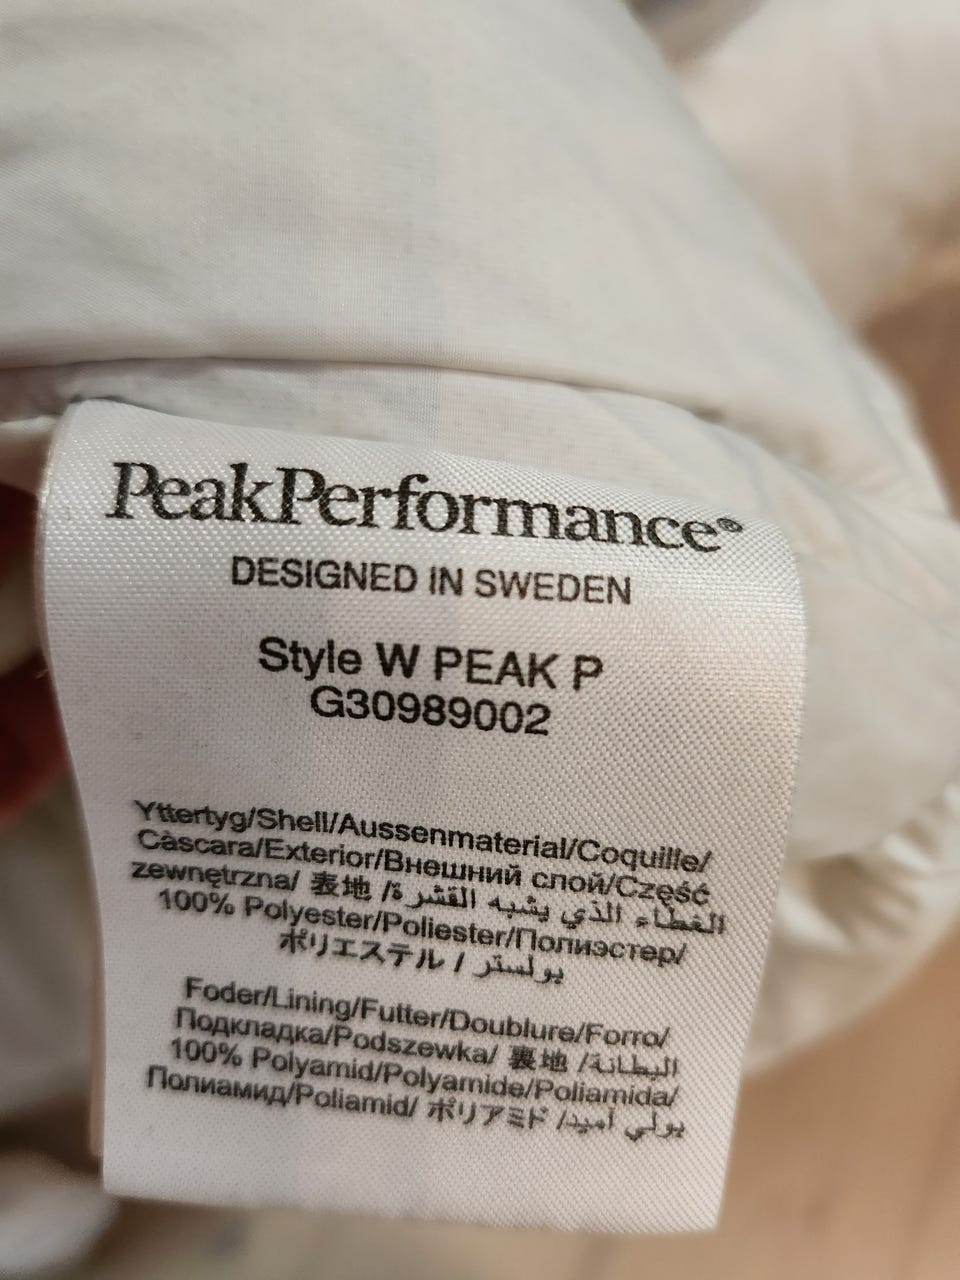 PeakPerformance®
DESIGNED IN SWEDEN
Style W PEAK P
G30989002
Yttertyg/Shell/Aussenmaterial/Coquille/
Càscara/Exterior/Внешний слой/Część
zewnętrzna/ 表地 /الغطاء الذي يشبه القشرة
100% Polyester/Poliester/Полиэстер/
ポリエステル / بولستر
Foder/Lining/Futter/Doublure/Forro/
Подкладка/Podszewka/ 裏地 /البطانة
100% Polyamid/Polyamide/Poliamida/
Полиамид/Poliamid/ ポリアミド /بولي أميد